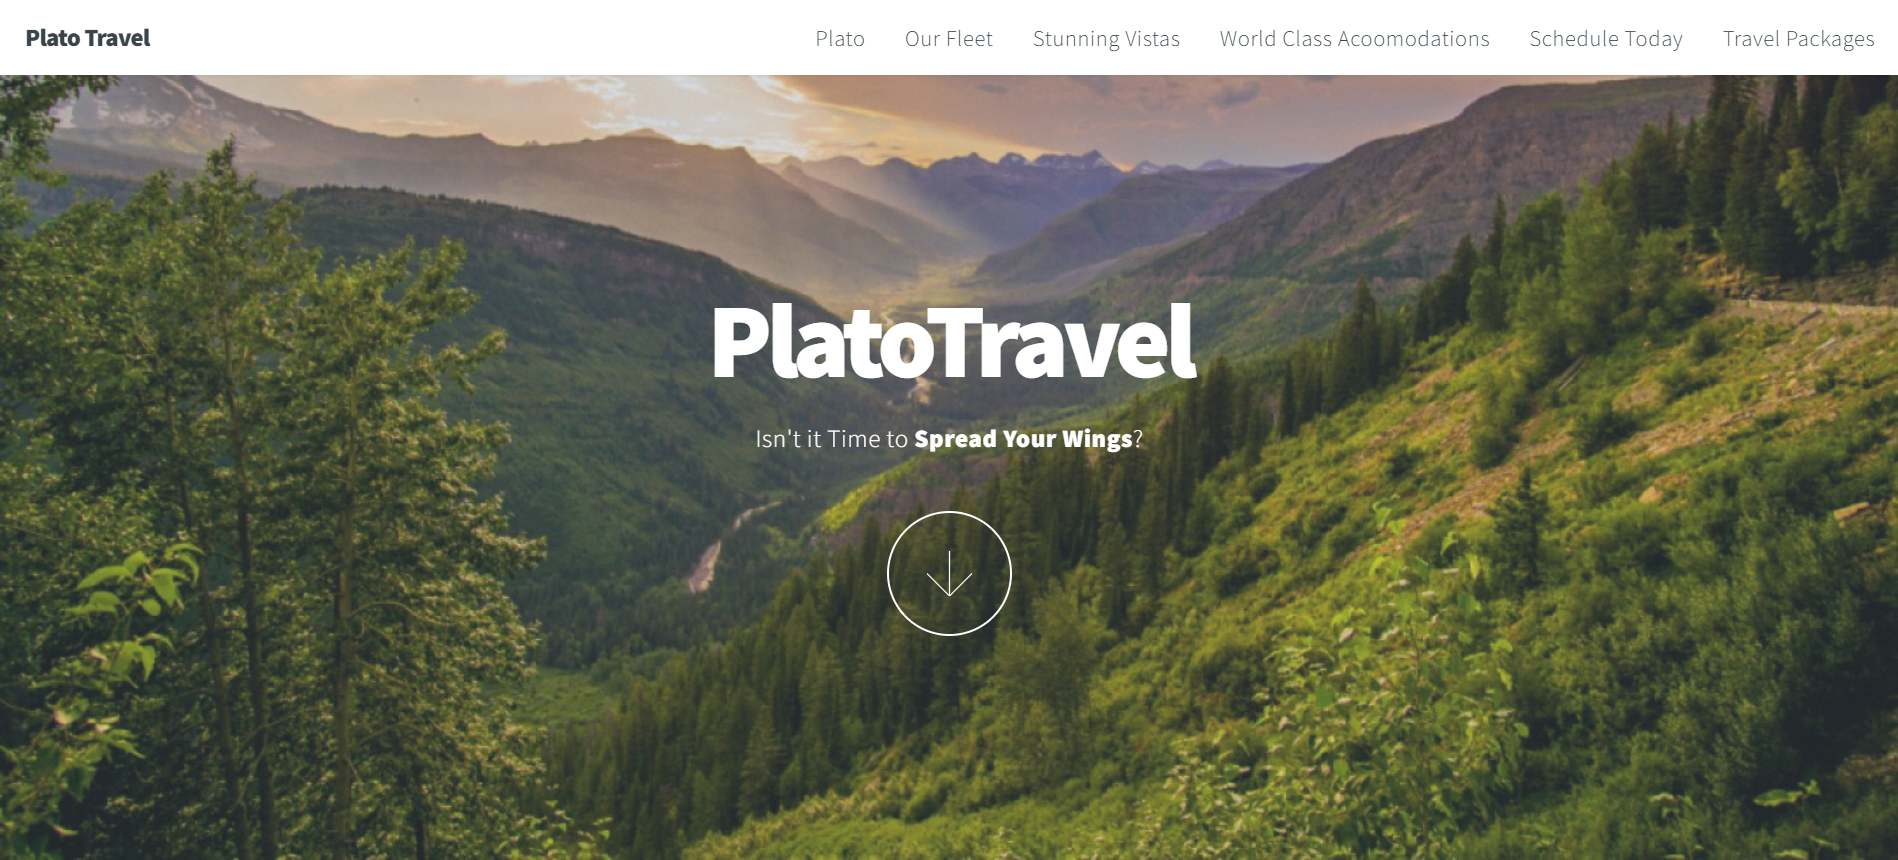 Plato Travel
Plato Our Fleet Stunning Vistas World Class Acoomodations Schedule Today Travel Packages
PlatoTravel
Isn't it Time to Spread Your Wings?